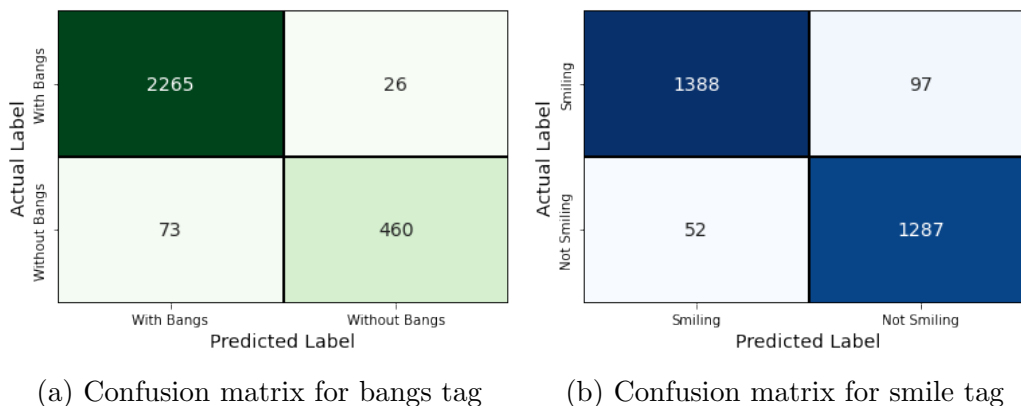 Actual Label
With Bangs
Without Bangs
2265 26
73 460
With Bangs Without Bangs
Predicted Label
(a) Confusion matrix for bangs tag
Actual Label
Smiling
Not Smiling
1388 97
52 1287
Smiling Not Smiling
Predicted Label
(b) Confusion matrix for smile tag